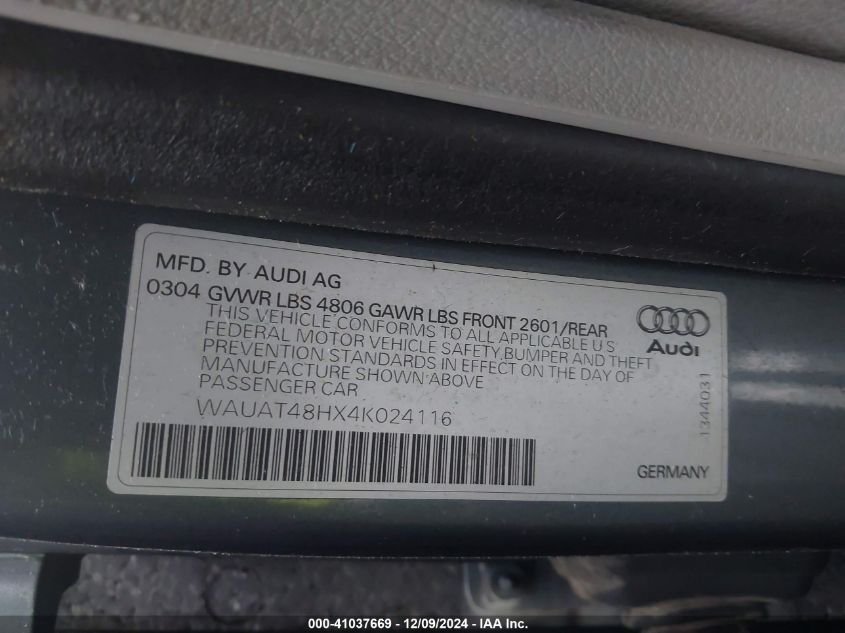 MFD. BY AUDI AG
0304 GVWR LBS 4806 GAWR LBS FRONT 2601/REAR
THIS VEHICLE CONFORMS TO ALL APPLICABLE U S
FEDERAL MOTOR VEHICLE SAFETY,BUMPER AND THEFT
PREVENTION STANDARDS IN EFFECT ON THE DAY OF
MANUFACTURE SHOWN ABOVE
PASSENGER CAR
WAUAT48HX4K024116
Audi
1344031
GERMANY
000-41037669 - 12/09/2024 - © IAA, Inc.